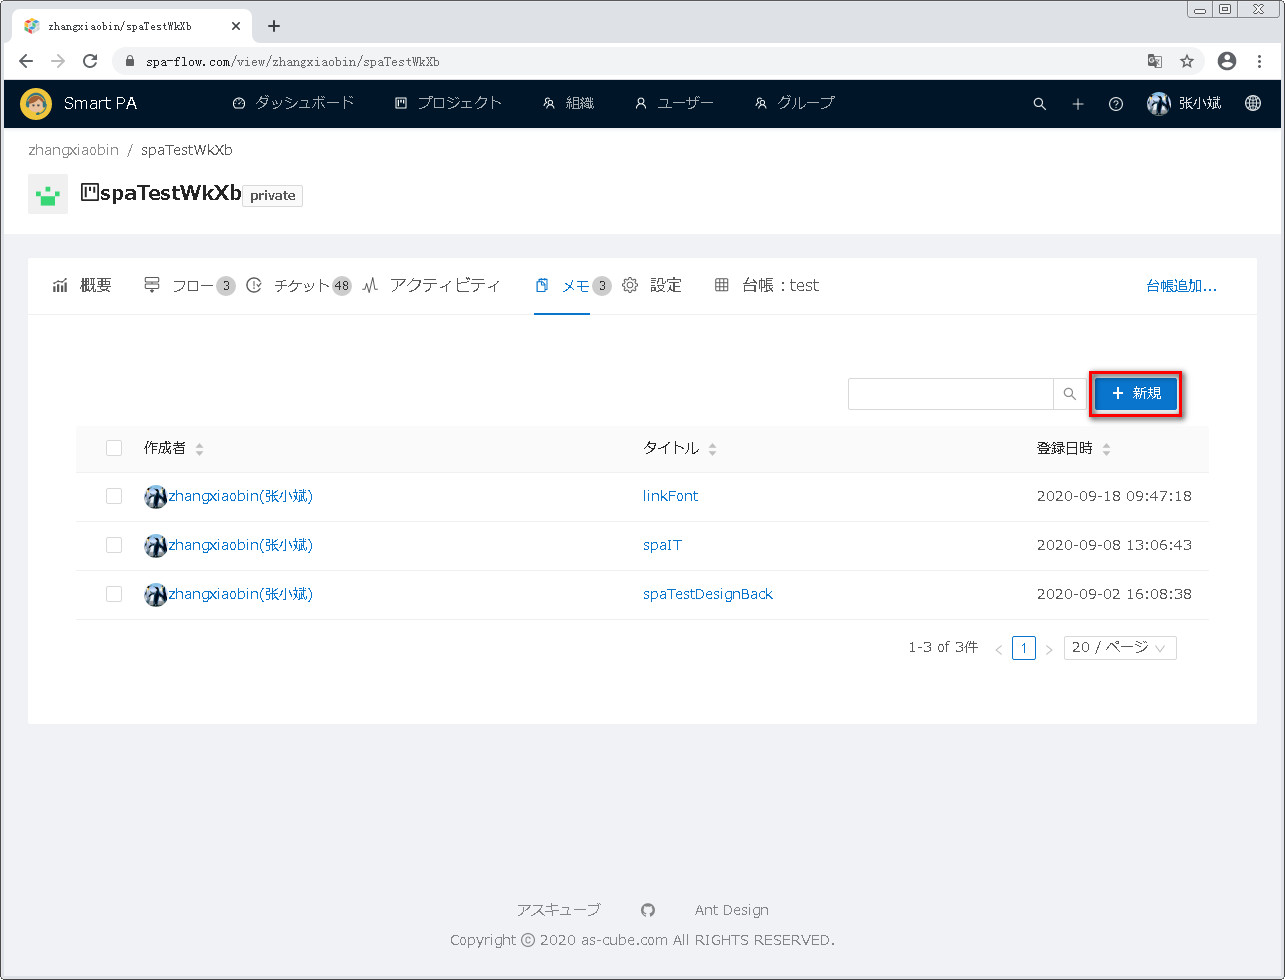 zhangxiaobin/spaTestWkXb
spa-flow.com/view/zhangxiaobin/spaTestWkXb
Smart PA ダッシュボード プロジェクト 組織 ユーザー グループ 张小斌
zhangxiaobin / spaTestWkXb
spaTestWkXb private
概要 フロー 3 チケット 48 アクティビティ メモ 3 設定 台帳：test 台帳追加...
+ 新規
作成者 タイトル 登録日時
zhangxiaobin(张小斌) linkFont 2020-09-18 09:47:18
zhangxiaobin(张小斌) spaIT 2020-09-08 13:06:43
zhangxiaobin(张小斌) spaTestDesignBack 2020-09-02 16:08:38
1-3 of 3件 < 1 > 20 / ページ
アスキューブ Ant Design
Copyright © 2020 as-cube.com All RIGHTS RESERVED.